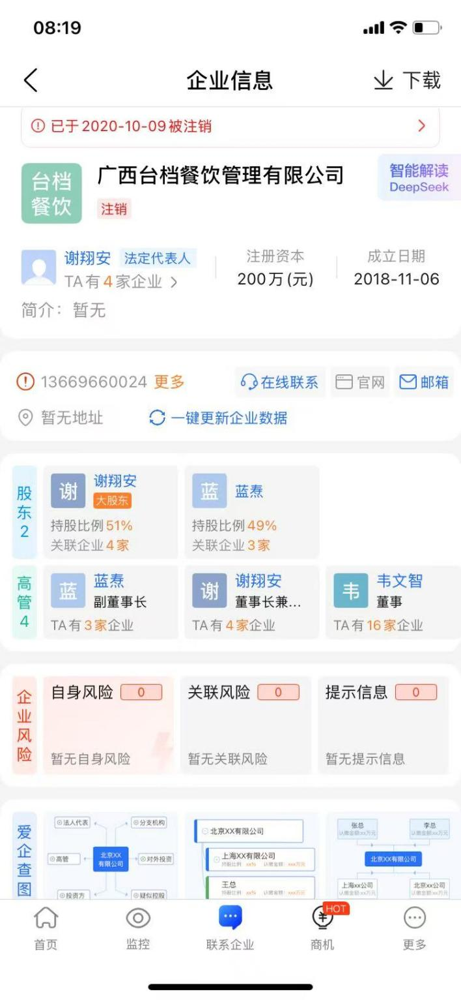 08:19
企业信息
下载
已于2020-10-09被注销
台档
餐饮
广西台档餐饮管理有限公司
注销
智能解读
DeepSeek
谢翔安 法定代表人
TA有4家企业
注册资本
200万(元)
成立日期
2018-11-06
简介：暂无
13669660024 更多
在线联系
官网
邮箱
暂无地址
一键更新企业数据
股东2
谢
谢翔安
大股东
持股比例51%
关联企业4家
蓝
蓝焘
持股比例49%
关联企业3家
高管4
蓝
蓝焘
副董事长
TA有3家企业
谢
谢翔安
董事长兼...
TA有4家企业
韦
韦文智
董事
TA有16家企业
企业风险
自身风险 0
暂无自身风险
关联风险 0
暂无关联风险
提示信息 0
暂无提示信息
爱企查图
法人代表
分支机构
高管
北京XX
有限公司
对外投资
投资方
疑似控股
北京XX有限公司
上海XX有限公司
持股比例 xx% 认缴金额：xxx万元
王总
持股比例 xx% 认缴金额：xxx万元
张总
认缴金额:xx万元
李总
认缴金额:xx万元
北京xx有限公司
上海xx公司
认缴金额:xx万元
北京xx公司
认缴金额:xx万元
首页
监控
联系企业
HOT
商机
更多